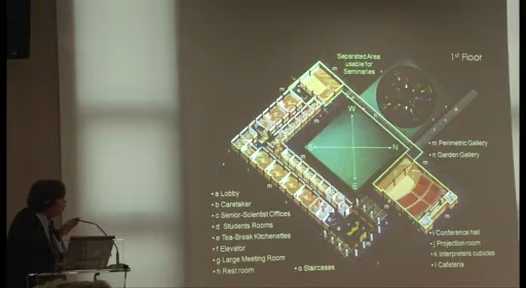 Separated Area
usable for
Seminaries
1st Floor
W
N
E
m Perimetric Gallery
n Garden Gallery
a Lobby
b Caretaker
c Senior-Scientist Offices
d Students Rooms
e Tea-Break Kitchenettes
f Elevator
g Large Meeting Room
h Rest room
o Staircases
i Conference hall
j Projection room
k Interpreters cubicles
l Cafeteria